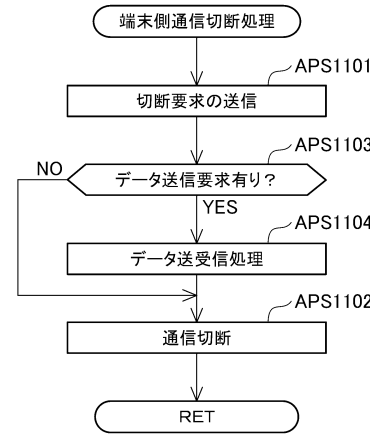 端末側通信切断処理
APS1101
切断要求の送信
APS1103
NO
データ送信要求有り？
YES
APS1104
データ送受信処理
APS1102
通信切断
RET